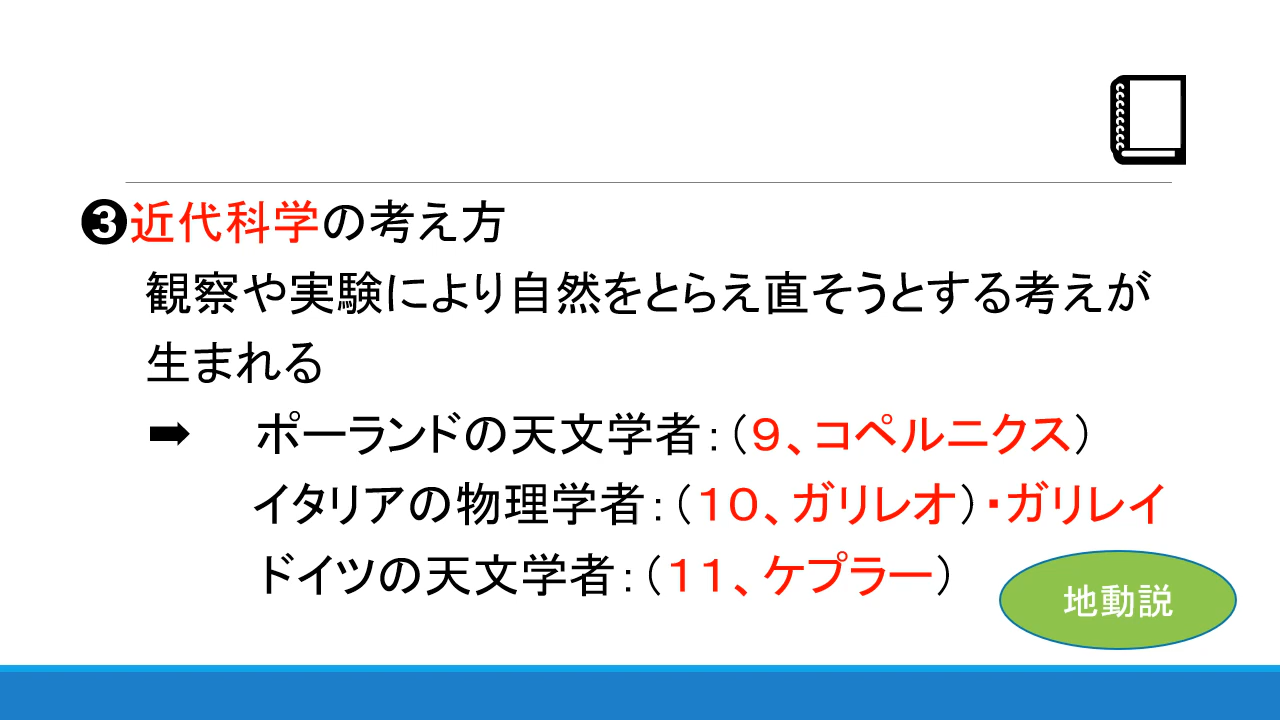 ❸近代科学の考え方
観察や実験により自然をとらえ直そうとする考えが
生まれる
➡　ポーランドの天文学者：（９、コペルニクス）
イタリアの物理学者：（１０、ガリレオ）・ガリレイ
ドイツの天文学者：（１１、ケプラー）
地動説